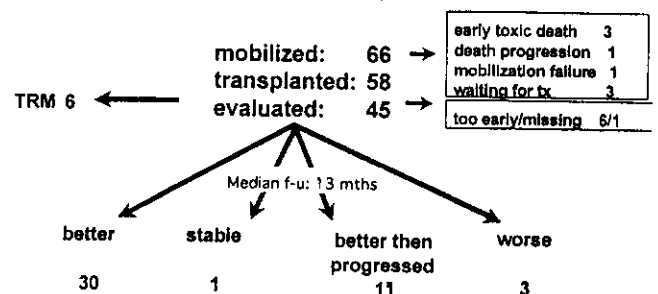 early toxic death 3
mobilized: 66
death progression 1
mobilization failure 1
transplanted: 58
waiting for tx 3
TRM 6
evaluated: 45
too early/missing 6/1
Median f-u: 13 mths
better
stable
better then
progressed
worse
30
1
11
3